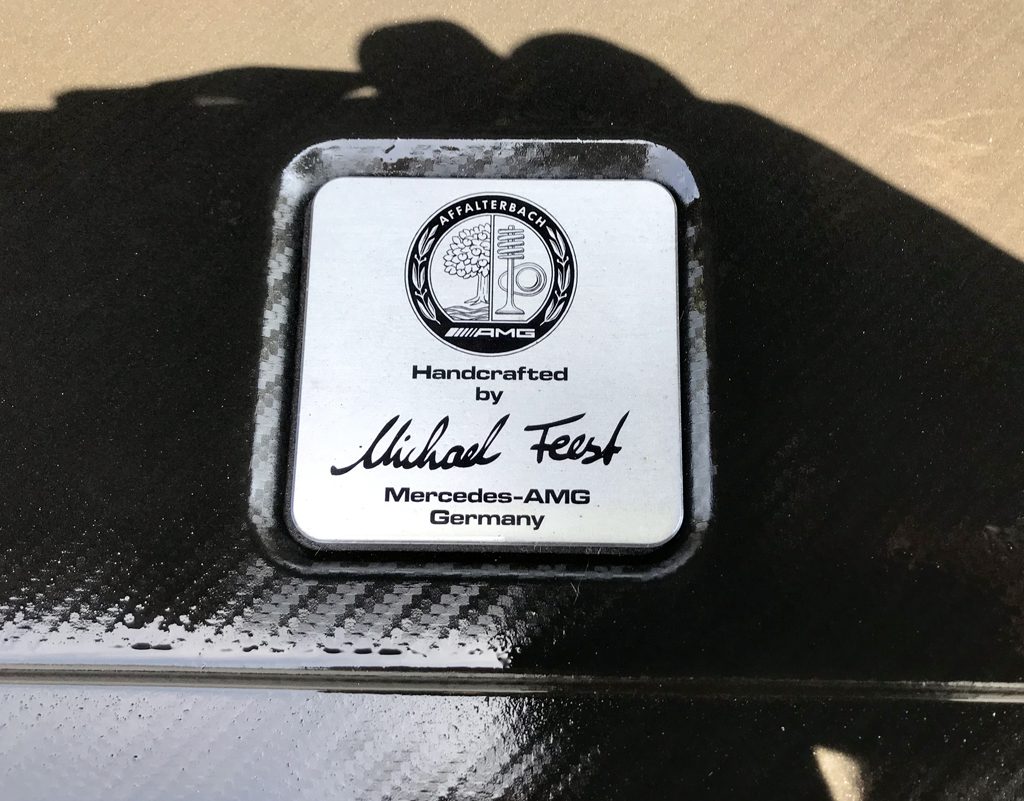 AFFALTERBACH
AMG
Handcrafted
by
Michael Feest
Mercedes-AMG
Germany